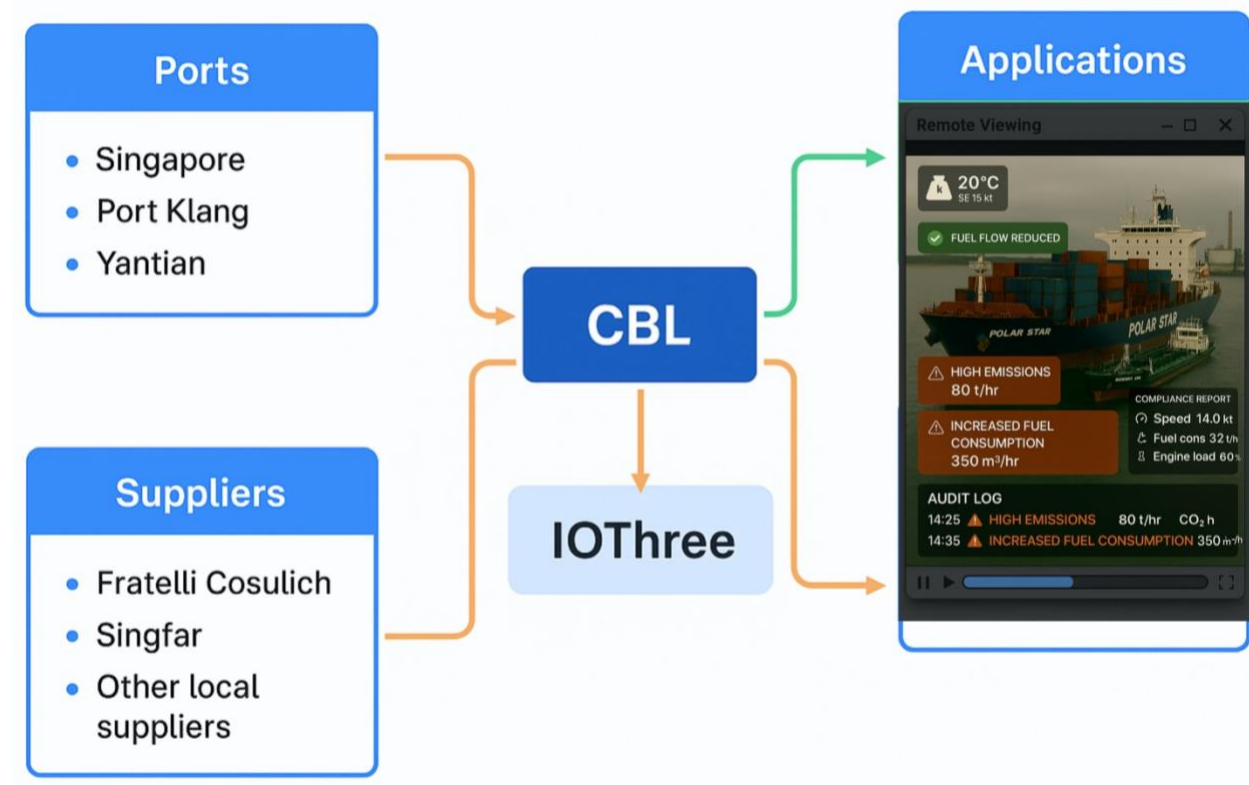 Ports
Singapore
Port Klang
Yantian
Suppliers
Fratelli Cosulich
Singfar
Other local
suppliers
CBL
IOThree
Applications
Remote Viewing
k
20°C
SE 15 kt
FUEL FLOW REDUCED
POLAR STAR
POLAR STAR
HIGH EMISSIONS
80 t/hr
INCREASED FUEL
CONSUMPTION
350 m³/hr
COMPLIANCE REPORT
Speed 14.0 kt
Fuel cons 32 t/h
Engine load 60%
AUDIT LOG
14:25 HIGH EMISSIONS 80 t/hr CO₂ h
14:35 INCREASED FUEL CONSUMPTION 350